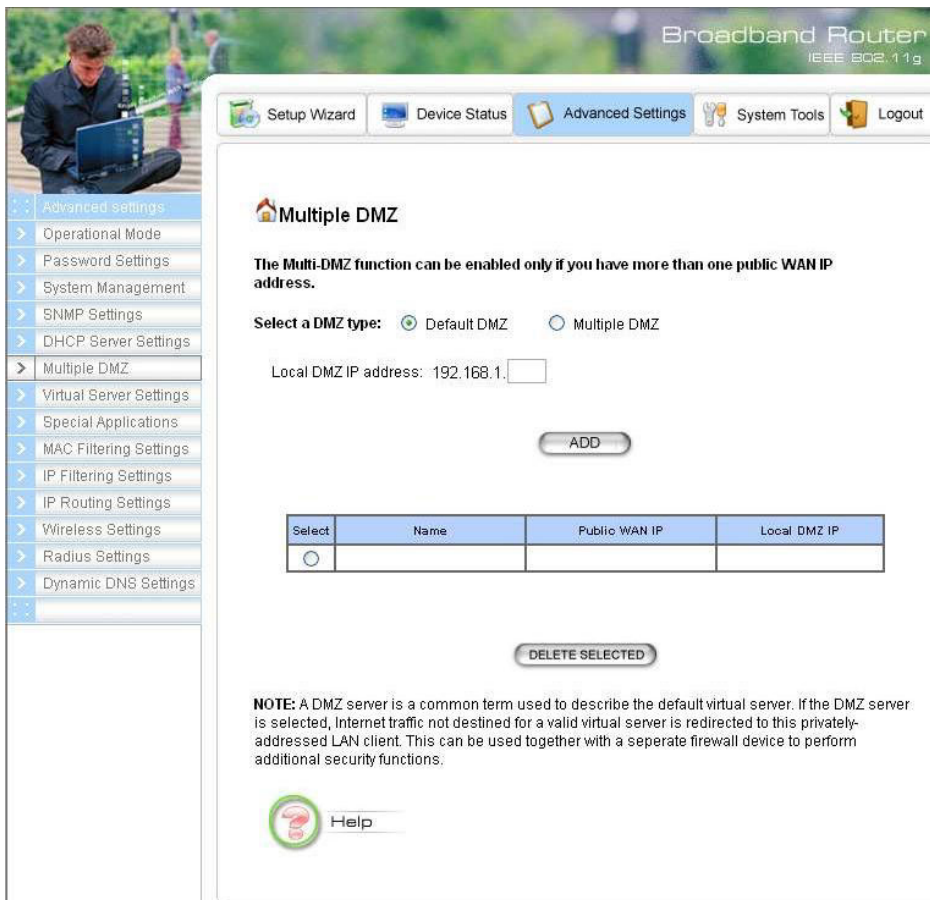 Broadband Router
IEEE 802.11g
Setup Wizard
Device Status
Advanced Settings
System Tools
Logout
Advanced settings
Operational Mode
Password Settings
System Management
SNMP Settings
DHCP Server Settings
Multiple DMZ
Virtual Server Settings
Special Applications
MAC Filtering Settings
IP Filtering Settings
IP Routing Settings
Wireless Settings
Radius Settings
Dynamic DNS Settings
Multiple DMZ
The Multi-DMZ function can be enabled only if you have more than one public WAN IP
address.
Select a DMZ type: Default DMZ Multiple DMZ
Local DMZ IP address: 192.168.1.
ADD
Select Name Public WAN IP Local DMZ IP
DELETE SELECTED
NOTE: A DMZ server is a common term used to describe the default virtual server. If the DMZ server
is selected, Internet traffic not destined for a valid virtual server is redirected to this privately-
addressed LAN client. This can be used together with a seperate firewall device to perform
additional security functions.
Help